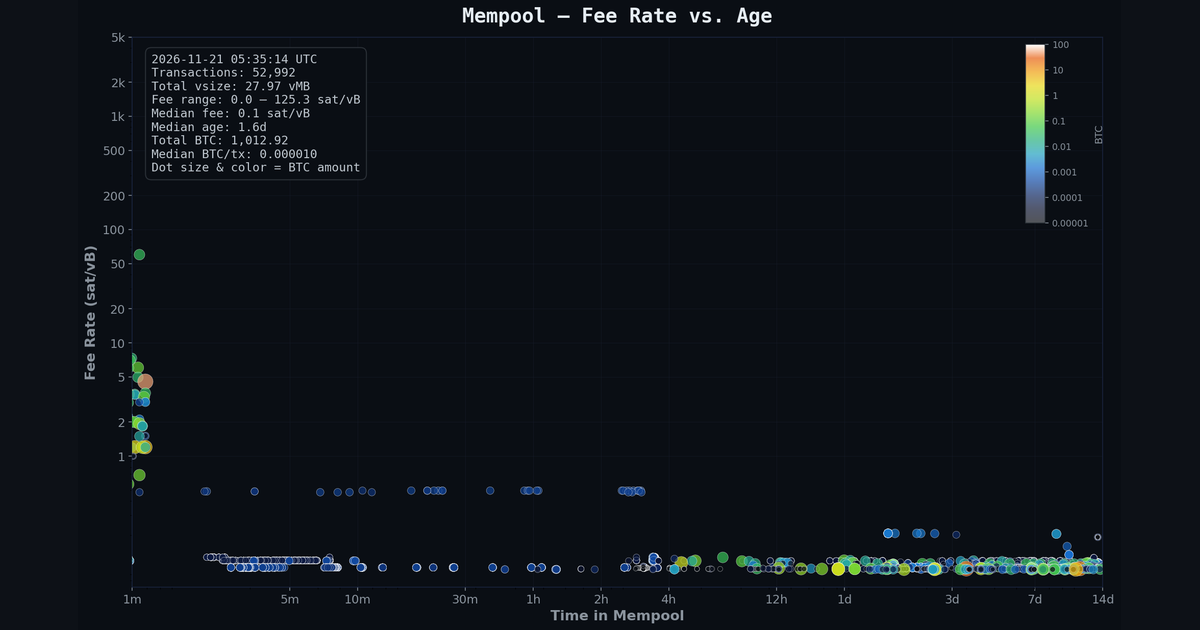 Mempool — Fee Rate vs. Age
2026-11-21 05:35:14 UTC
Transactions: 52,992
Total vsize: 27.97 vMB
Fee range: 0.0 – 125.3 sat/vB
Median fee: 0.1 sat/vB
Median age: 1.6d
Total BTC: 1,012.92
Median BTC/tx: 0.000010
Dot size & color = BTC amount
5k
2k
1k
500
200
100
50
20
10
5
2
1
Fee Rate (sat/vB)
100
10
1
0.1
0.01
0.001
0.0001
0.00001
BTC
1m
5m
10m
30m
1h
2h
4h
12h
1d
3d
7d
14d
Time in Mempool